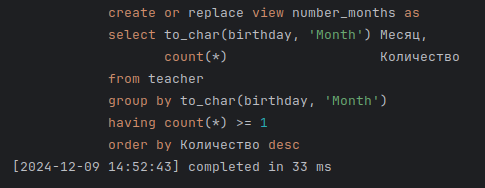 create or replace view number_months as
select to_char(birthday, 'Month') Месяц,
count(*) Количество
from teacher
group by to_char(birthday, 'Month')
having count(*) >= 1
order by Количество desc
[2024-12-09 14:52:43] completed in 33 ms